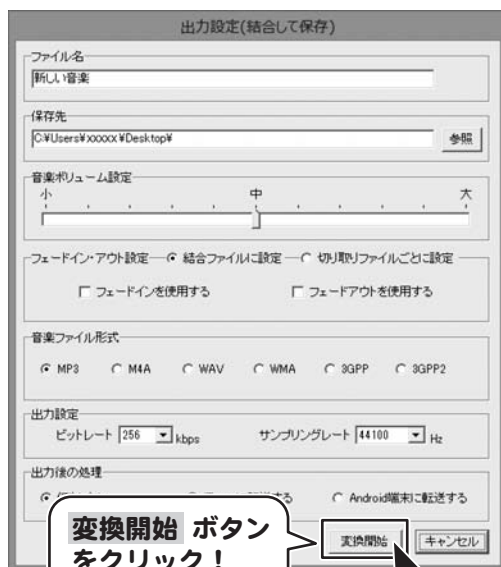 出力設定(結合して保存)
ファイル名
新しい音楽
保存先
C:¥Users¥xxxxx¥Desktop¥ 参照
音楽ボリューム設定
小 中 大
フェードイン・アウト設定 結合ファイルに設定 切り取りファイルごとに設定
フェードインを使用する フェードアウトを使用する
音楽ファイル形式
MP3 M4A WAV WMA 3GPP 3GPP2
出力設定
ビットレート 256 kbps サンプリングレート 44100 Hz
出力後の処理
Android端末に転送する
変換開始 ボタン
をクリック!
変換開始 キャンセル